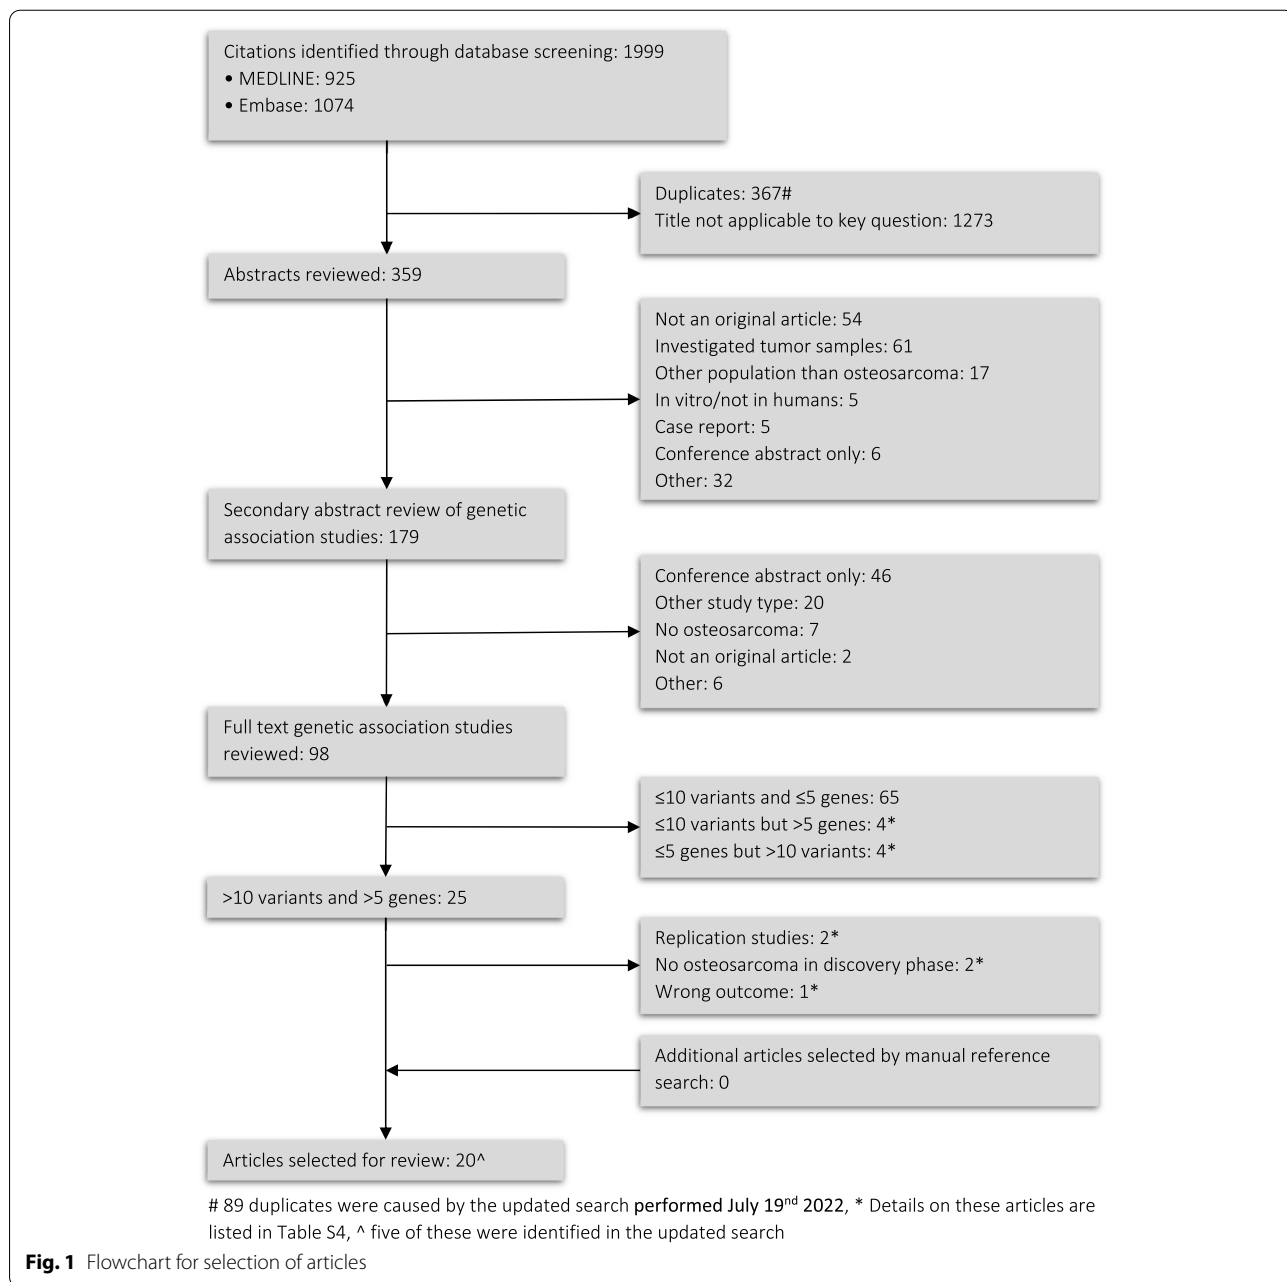 Citations identified through database screening: 1999
• MEDLINE: 925
• Embase: 1074
Duplicates: 367#
Title not applicable to key question: 1273
Abstracts reviewed: 359
Not an original article: 54
Investigated tumor samples: 61
Other population than osteosarcoma: 17
In vitro/not in humans: 5
Case report: 5
Conference abstract only: 6
Other: 32
Secondary abstract review of genetic
association studies: 179
Conference abstract only: 46
Other study type: 20
No osteosarcoma: 7
Not an original article: 2
Other: 6
Full text genetic association studies
reviewed: 98
≤10 variants and ≤5 genes: 65
≤10 variants but >5 genes: 4*
≤5 genes but >10 variants: 4*
>10 variants and >5 genes: 25
Replication studies: 2*
No osteosarcoma in discovery phase: 2*
Wrong outcome: 1*
Additional articles selected by manual reference
search: 0
Articles selected for review: 20^
# 89 duplicates were caused by the updated search performed July 19nd 2022, * Details on these articles are
listed in Table S4, ^ five of these were identified in the updated search
Fig. 1 Flowchart for selection of articles